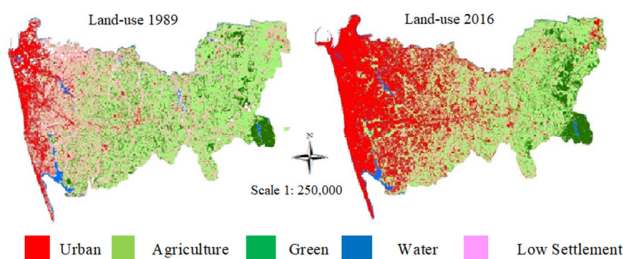 Land-use 1989
Land-use 2016
N
Scale 1: 250,000
Urban Agriculture Green Water Low Settlement